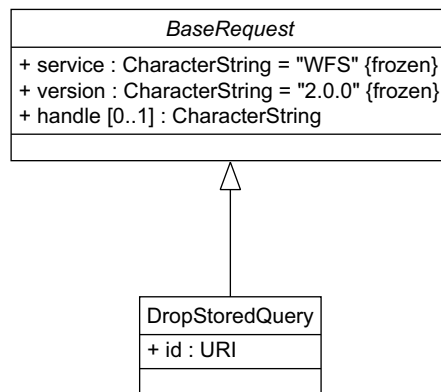 BaseRequest
+ service : CharacterString = "WFS" {frozen}
+ version : CharacterString = "2.0.0" {frozen}
+ handle [0..1] : CharacterString
DropStoredQuery
+ id : URI